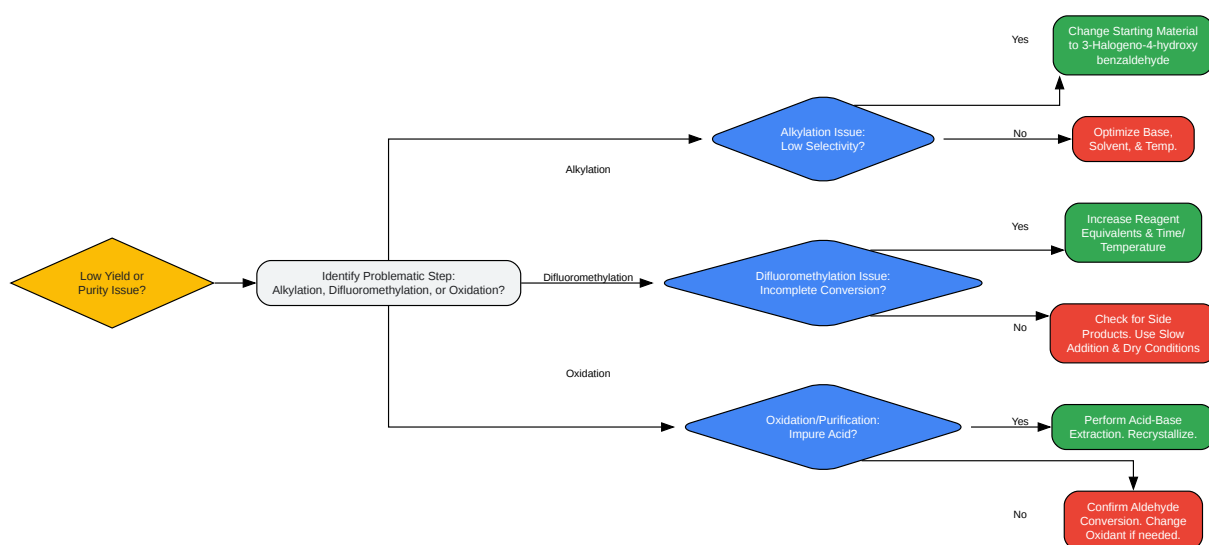 Yes
Change Starting Material
to 3-Halogeno-4-hydroxy
benzaldehyde
Alkylation Issue:
Low Selectivity?
No
Optimize Base,
Solvent, & Temp.
Alkylation
Low Yield or
Purity Issue?
Identify Problematic Step:
Alkylation, Difluoromethylation, or Oxidation?
Difluoromethylation
Difluoromethylation Issue:
Incomplete Conversion?
Yes
Increase Reagent
Equivalents & Time/
Temperature
No
Check for Side
Products. Use Slow
Addition & Dry Conditions
Oxidation
Oxidation/Purification:
Impure Acid?
Yes
Perform Acid-Base
Extraction. Recrystallize.
No
Confirm Aldehyde
Conversion. Change
Oxidant if needed.